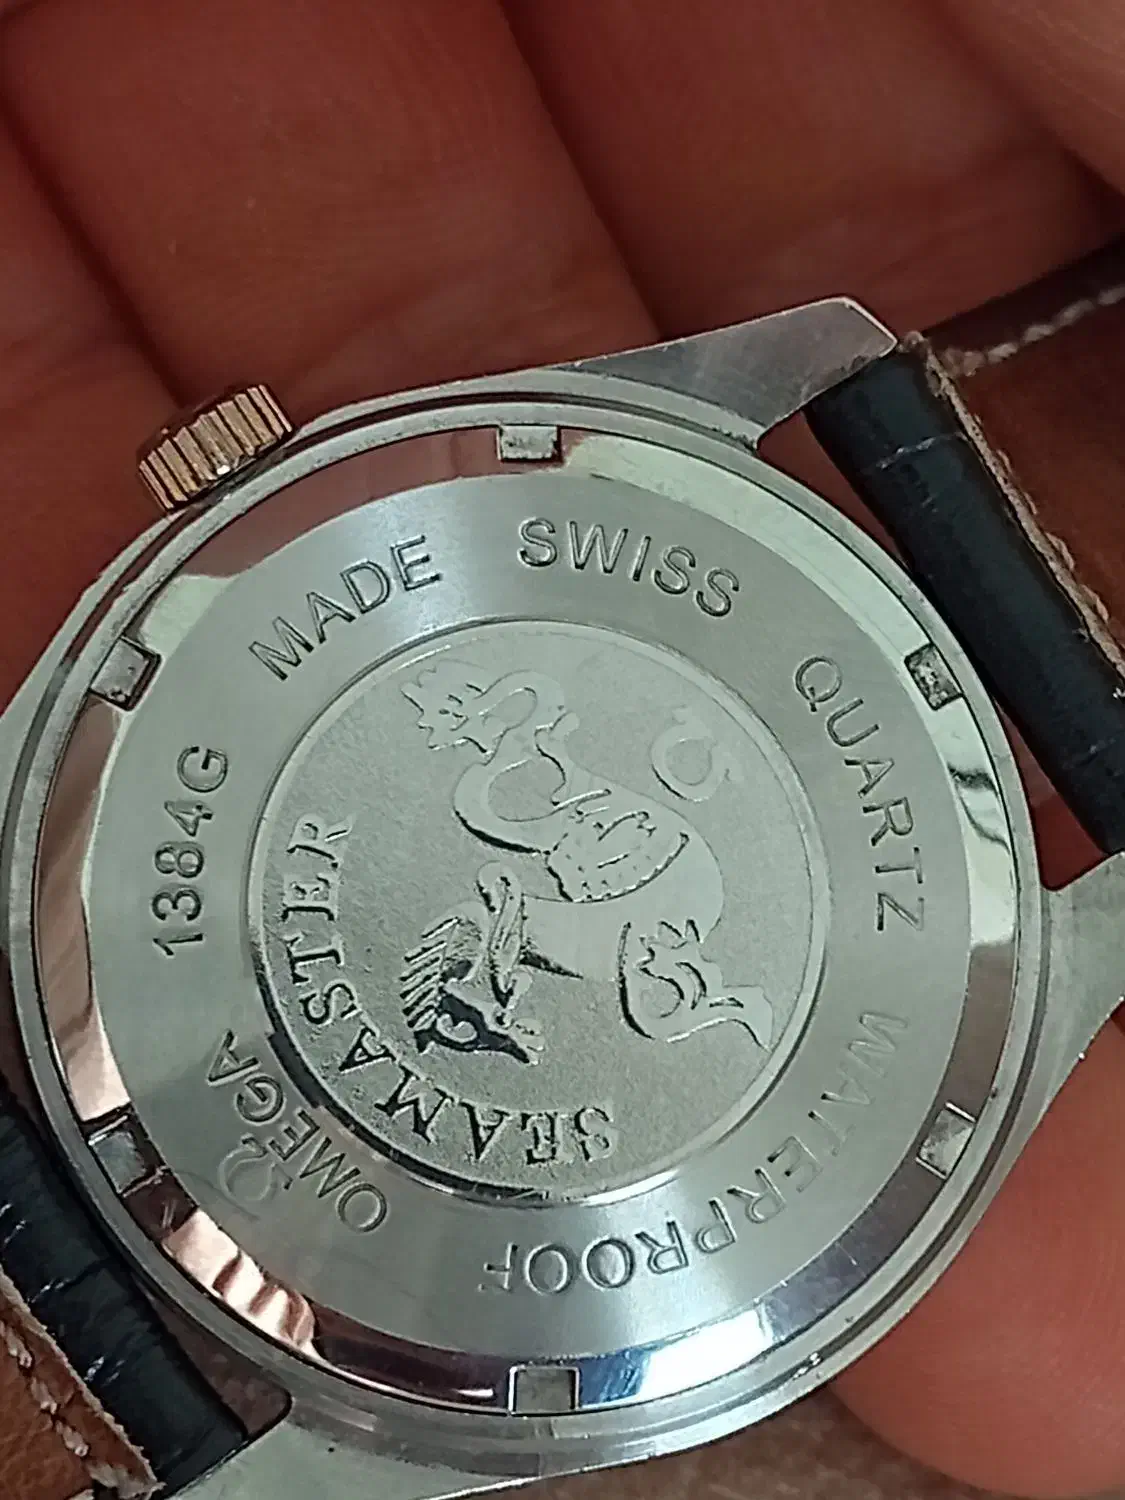 Ω OMEGA
1384G
MADE
SWISS
QUARTZ
WATERPROOF
SEAMASTER